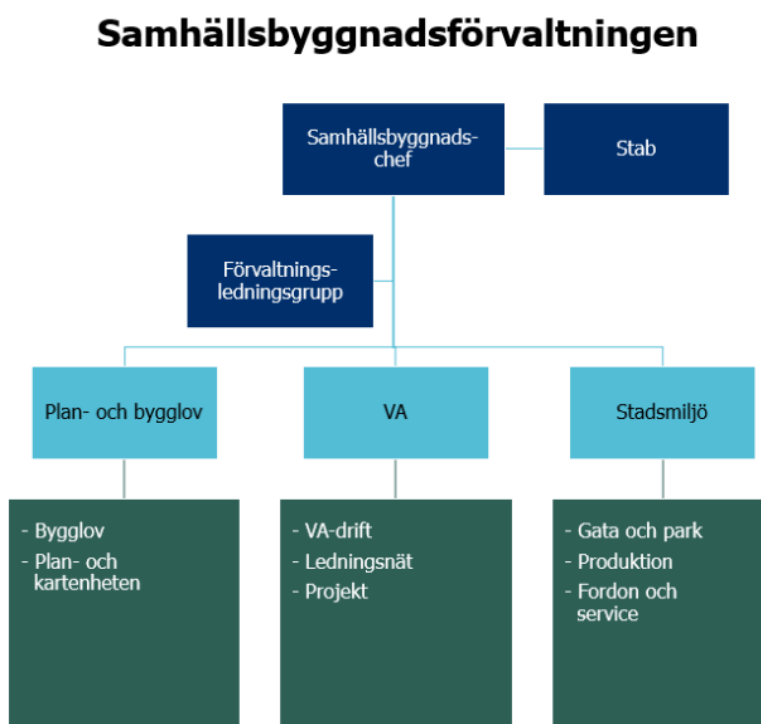 Samhällsbyggnadsförvaltningen
Samhällsbyggnads-
chef
Stab
Förvaltnings-
ledningsgrupp
Plan- och bygglov
VA
Stadsmiljö
- Bygglov
- Plan- och
kartenheten
- VA-drift
- Ledningsnät
- Projekt
- Gata och park
- Produktion
- Fordon och
service